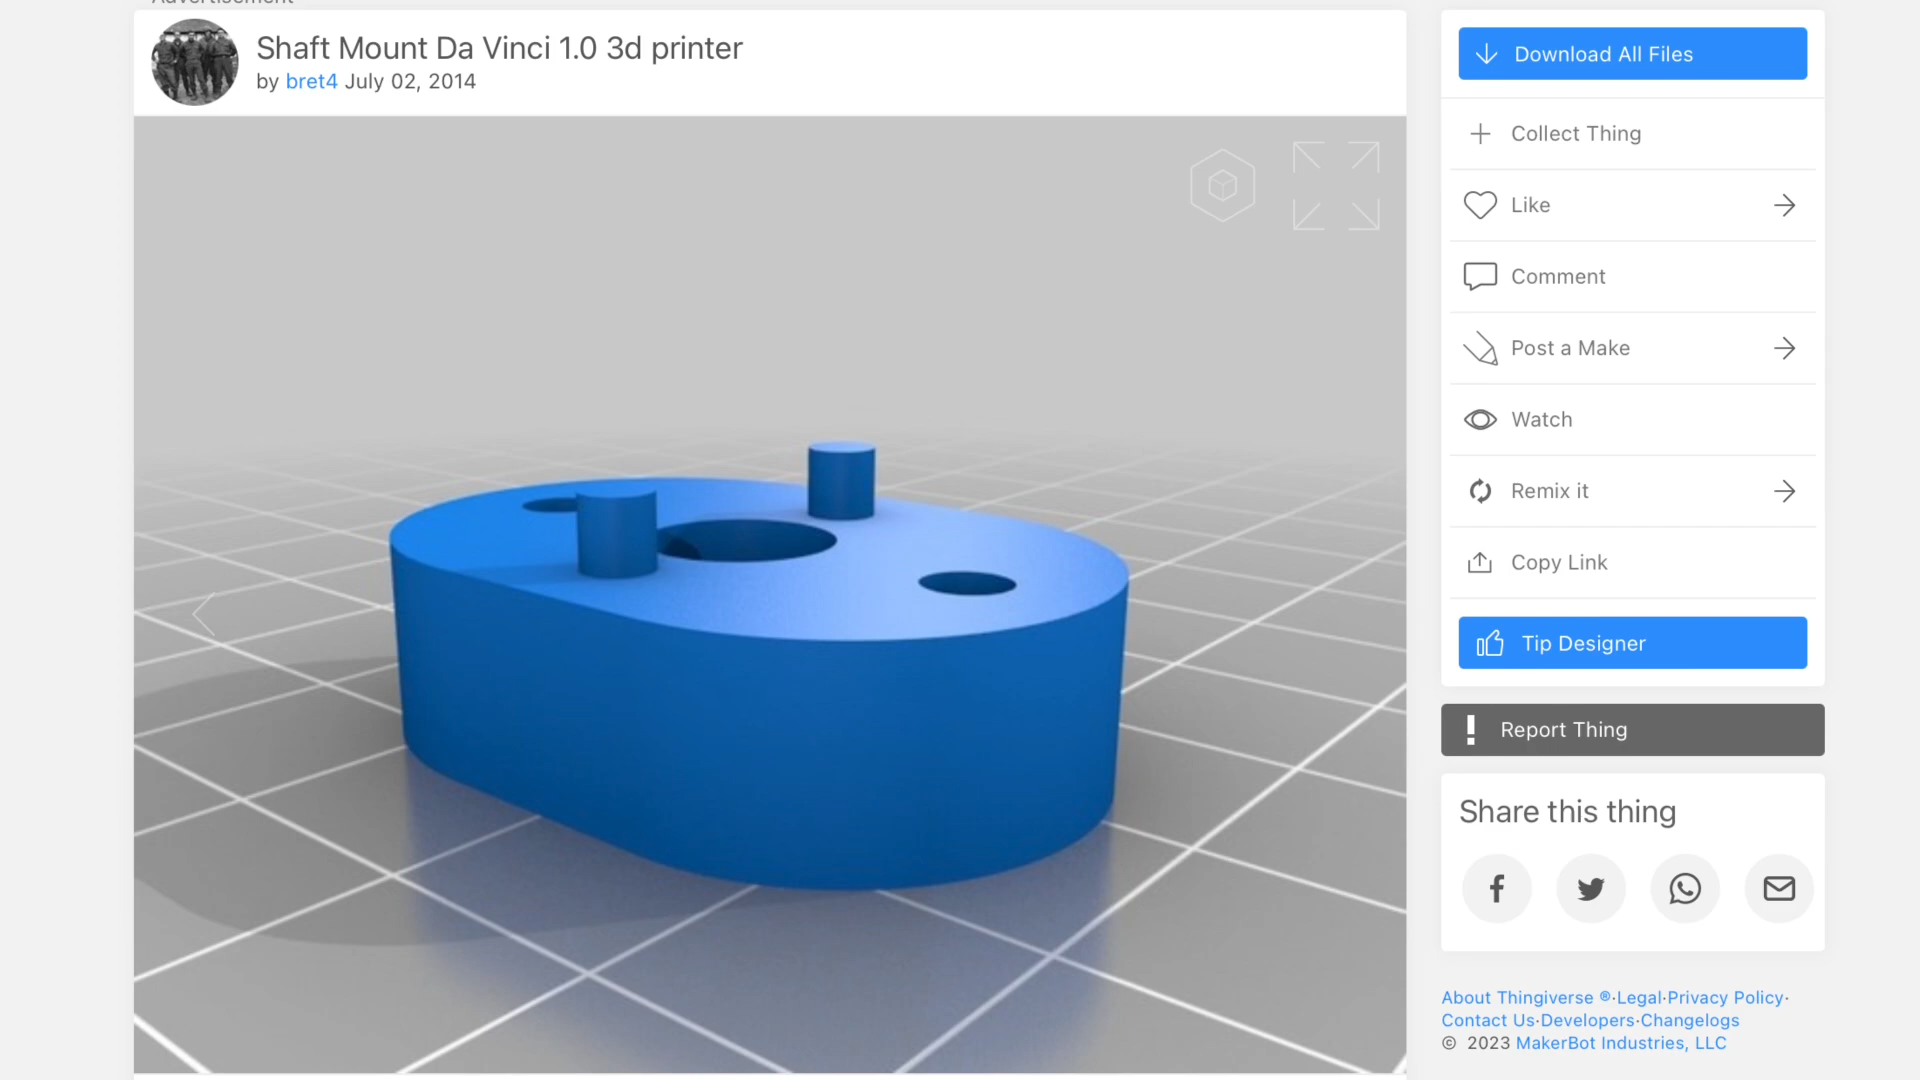 Advertisement
Shaft Mount Da Vinci 1.0 3d printer
by bret4 July 02, 2014
Download All Files
Collect Thing
Like
Comment
Post a Make
Watch
Remix it
Copy Link
Tip Designer
Report Thing
Share this thing
About Thingiverse ®·Legal·Privacy Policy·
Contact Us·Developers·Changelogs
© 2023 MakerBot Industries, LLC